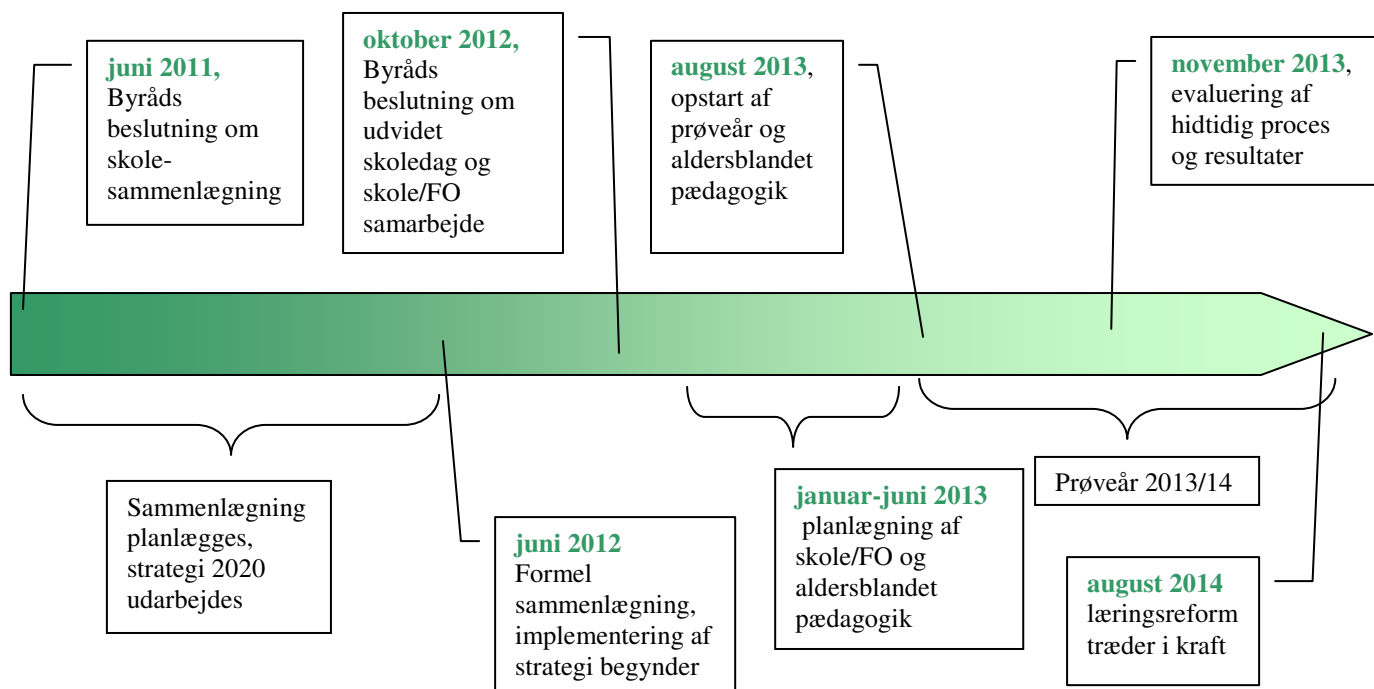 juni 2011,
Byråds
beslutning om
skole-
sammenlægning
oktober 2012,
Byråds
beslutning om
udvidet
skoledag og
skole/FO
samarbejde
august 2013,
opstart af
prøveår og
aldersblandet
pædagogik
november 2013,
evaluering af
hidtidig proces
og resultater
Sammenlægning
planlægges,
strategi 2020
udarbejdes
juni 2012
Formel
sammenlægning,
implementering af
strategi begynder
januar-juni 2013
planlægning af
skole/FO og
aldersblandet
pædagogik
Prøveår 2013/14
august 2014
læringsreform
træder i kraft